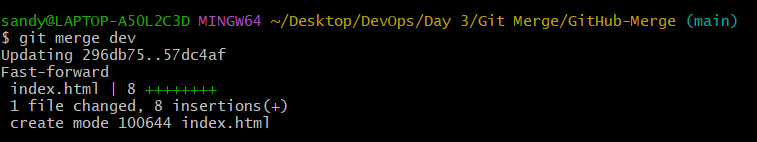 sandy@LAPTOP-A5OL2C3D MINGW64 ~/Desktop/DevOps/Day 3/Git Merge/GitHub-Merge (main)
$ git merge dev
Updating 296db75..57dc4af
Fast-forward
 index.html | 8 ++++++++
 1 file changed, 8 insertions(+)
 create mode 100644 index.html